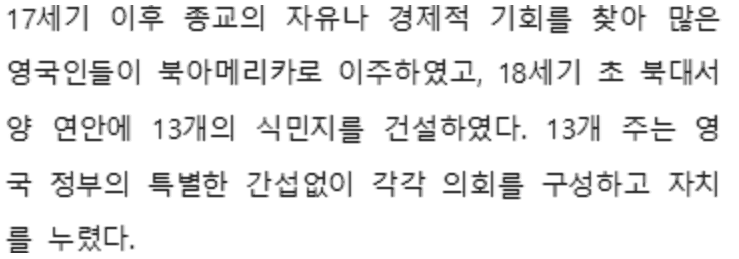 17세기 이후 종교의 자유나 경제적 기회를 찾아 많은
영국인들이 북아메리카로 이주하였고, 18세기 초 북대서
양 연안에 13개의 식민지를 건설하였다. 13개 주는 영
국 정부의 특별한 간섭없이 각각 의회를 구성하고 자치
를 누렸다.